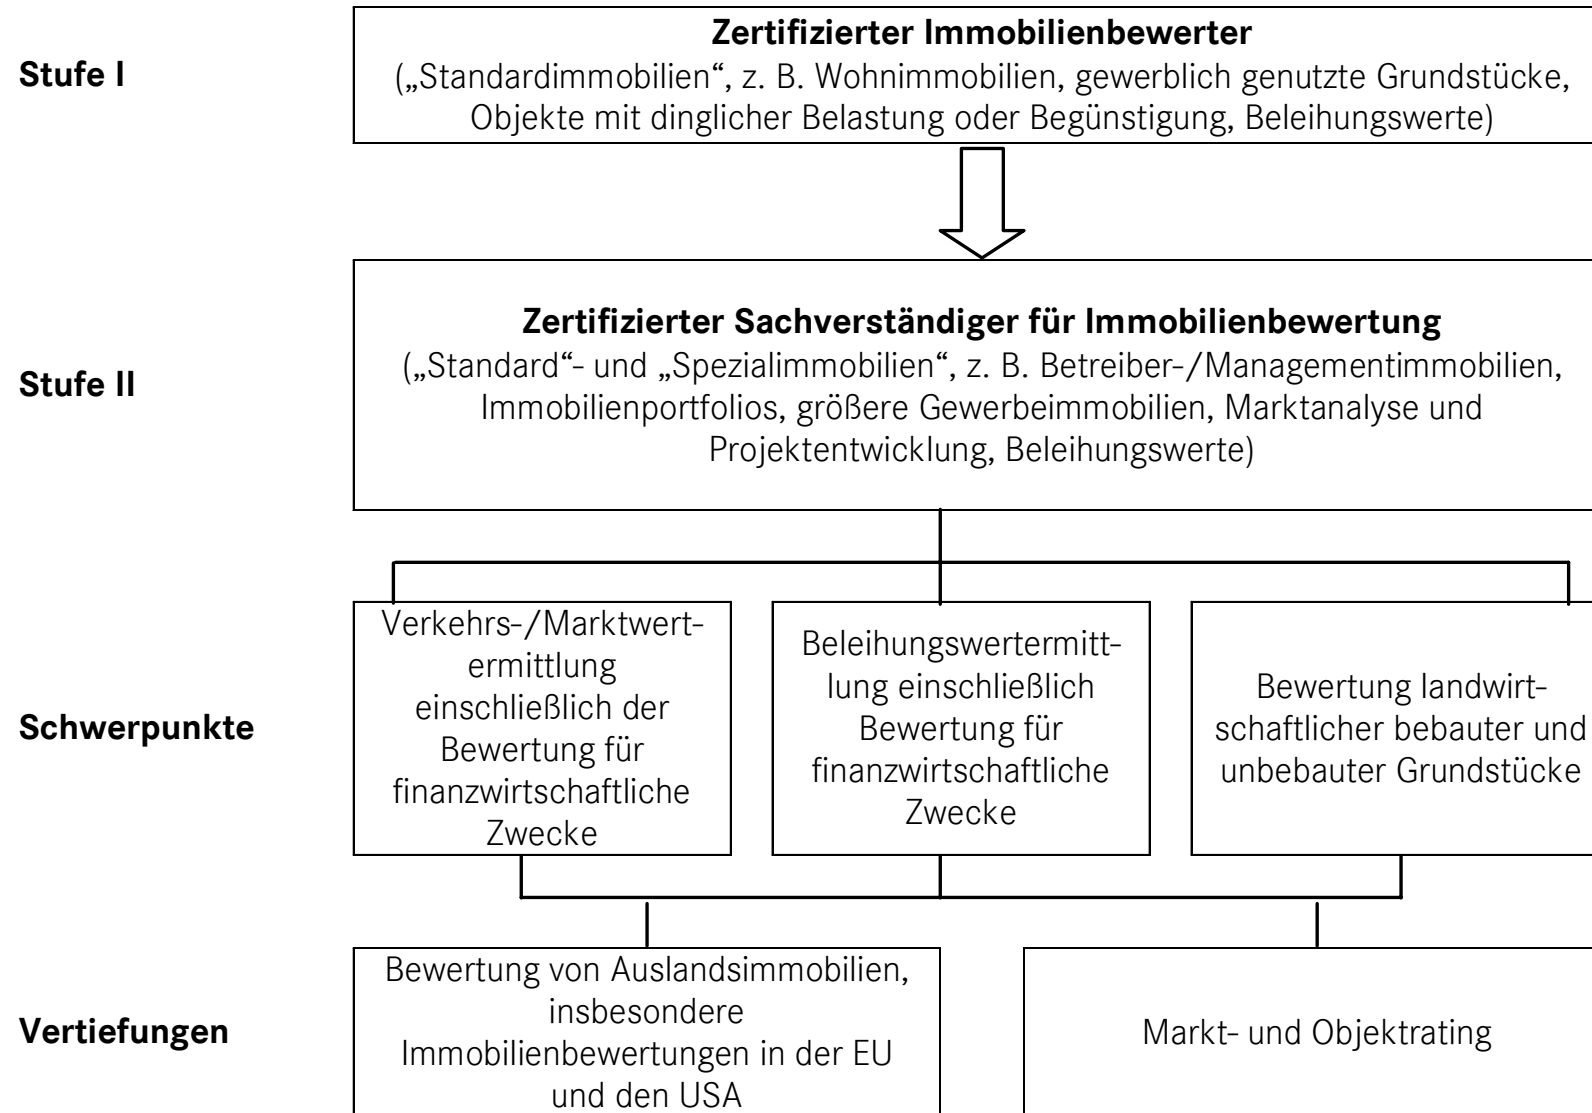 Stufe I
Zertifizierter Immobilienbewerter
(„Standardimmobilien“, z. B. Wohnimmobilien, gewerblich genutzte Grundstücke,
Objekte mit dinglicher Belastung oder Begünstigung, Beleihungswerte)
Stufe II
Zertifizierter Sachverständiger für Immobilienbewertung
(„Standard“- und „Spezialimmobilien“, z. B. Betreiber-/Managementimmobilien,
Immobilienportfolios, größere Gewerbeimmobilien, Marktanalyse und
Projektentwicklung, Beleihungswerte)
Schwerpunkte
Verkehrs-/Marktwert-
ermittlung
einschließlich der
Bewertung für
finanzwirtschaftliche
Zwecke
Beleihungswertermitt-
lung einschließlich
Bewertung für
finanzwirtschaftliche
Zwecke
Bewertung landwirt-
schaftlicher bebauter und
unbebauter Grundstücke
Vertiefungen
Bewertung von Auslandsimmobilien,
insbesondere
Immobilienbewertungen in der EU
und den USA
Markt- und Objektrating